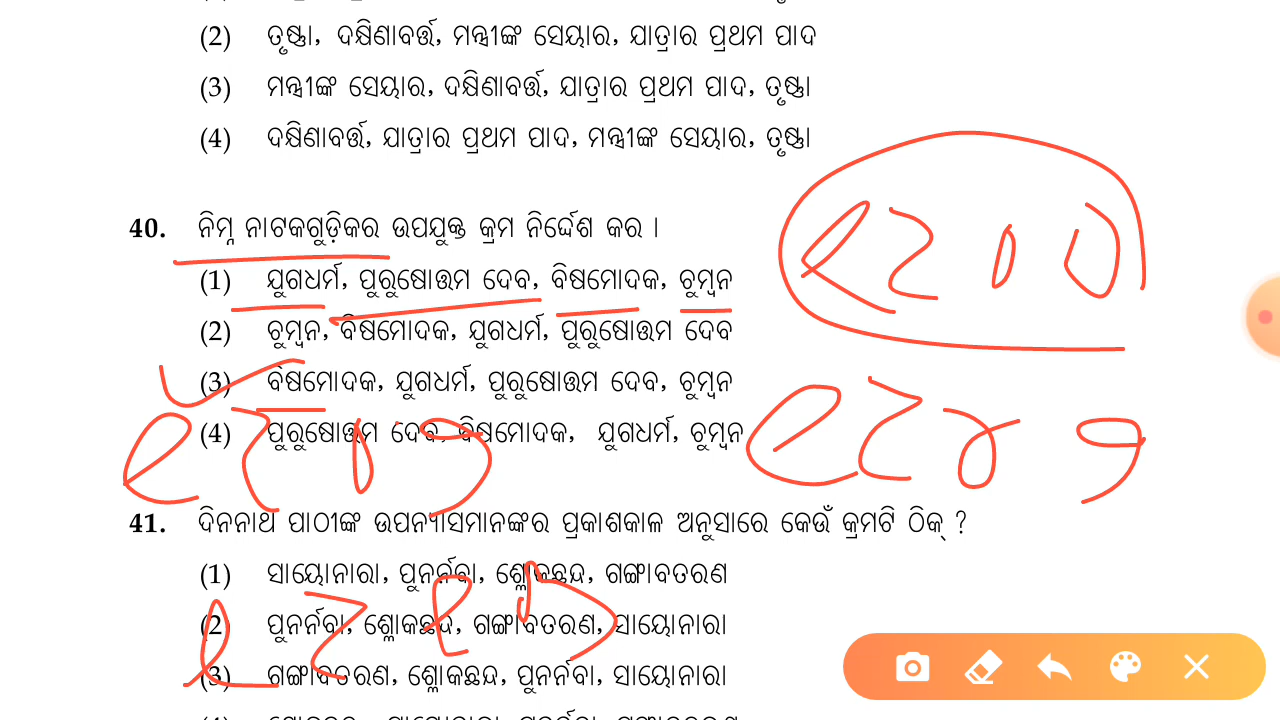 (2) ତୃଷ୍ଣା, ଦକ୍ଷିଣାବର୍ତ୍ତ, ମନ୍ତ୍ରୀଙ୍କ ସେୟାର, ଯାତ୍ରାର ପ୍ରଥମ ପାଦ
(3) ମନ୍ତ୍ରୀଙ୍କ ସେୟାର, ଦକ୍ଷିଣାବର୍ତ୍ତ, ଯାତ୍ରାର ପ୍ରଥମ ପାଦ, ତୃଷ୍ଣା
(4) ଦକ୍ଷିଣାବର୍ତ୍ତ, ଯାତ୍ରାର ପ୍ରଥମ ପାଦ, ମନ୍ତ୍ରୀଙ୍କ ସେୟାର, ତୃଷ୍ଣା
40. ନିମ୍ନ ନାଟକଗୁଡ଼ିକର ଉପଯୁକ୍ତ କ୍ରମ ନିର୍ଦ୍ଦେଶ କର ।
(1) ଯୁଗଧର୍ମ, ପୁରୁଷୋତ୍ତମ ଦେବ, ବିଷମୋଦକ, ଚୁମ୍ବନ
(2) ଚୁମ୍ବନ, ବିଷମୋଦକ, ଯୁଗଧର୍ମ, ପୁରୁଷୋତ୍ତମ ଦେବ
(3) ବିଷମୋଦକ, ଯୁଗଧର୍ମ, ପୁରୁଷୋତ୍ତମ ଦେବ, ଚୁମ୍ବନ
(4) ପୁରୁଷୋତ୍ତମ ଦେବ, ବିଷମୋଦକ, ଯୁଗଧର୍ମ, ଚୁମ୍ବନ
41. ଦିନନାଥ ପାଠୀଙ୍କ ଉପନ୍ୟାସମାନଙ୍କର ପ୍ରକାଶକାଳ ଅନୁସାରେ କେଉଁ କ୍ରମଟି ଠିକ୍ ?
(1) ସାୟୋନାରା, ପୁନର୍ନବା, ଶ୍ଳୋକଛନ୍ଦ, ଗଙ୍ଗାବତରଣ
(2) ପୁନର୍ନବା, ଶ୍ଳୋକଛନ୍ଦ, ଗଙ୍ଗାବତରଣ, ସାୟୋନାରା
(3) ଗଙ୍ଗାବତରଣ, ଶ୍ଳୋକଛନ୍ଦ, ପୁନର୍ନବା, ସାୟୋନାରା